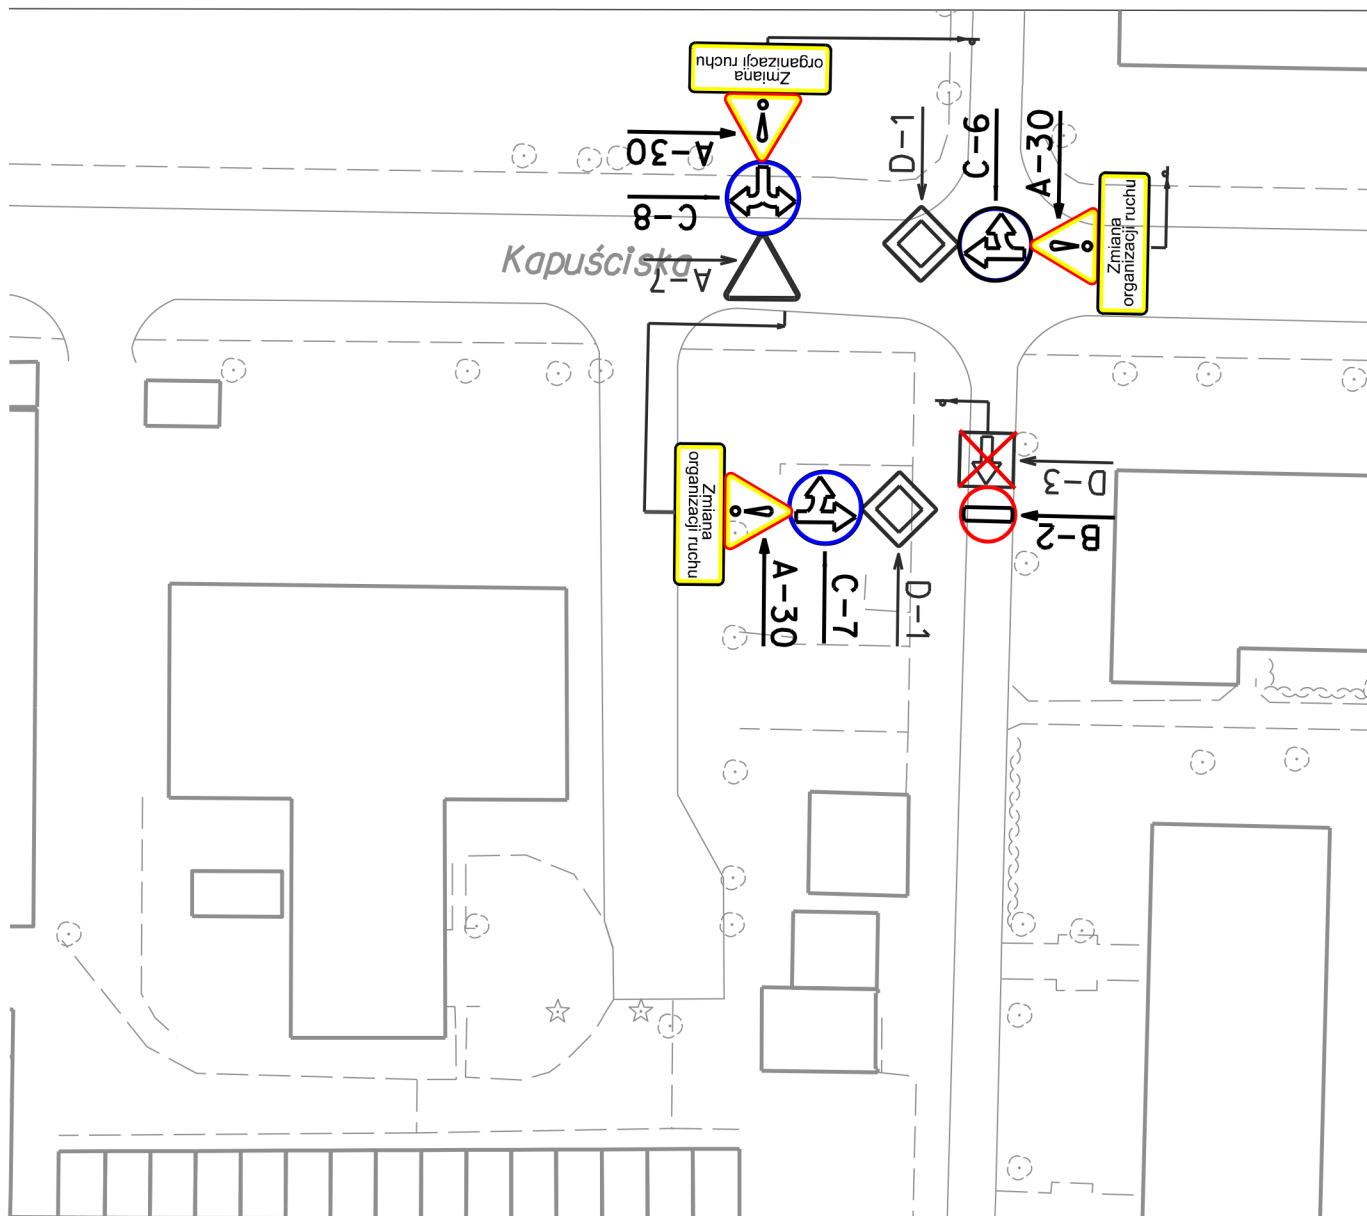 Zmiana
organizacji ruchu
A-30
C-8
A-7
Kapuściska
D-1
C-6
A-30
Zmiana
organizacji ruchu
Zmiana
organizacji ruchu
A-30
C-7
D-1
D-3
B-2